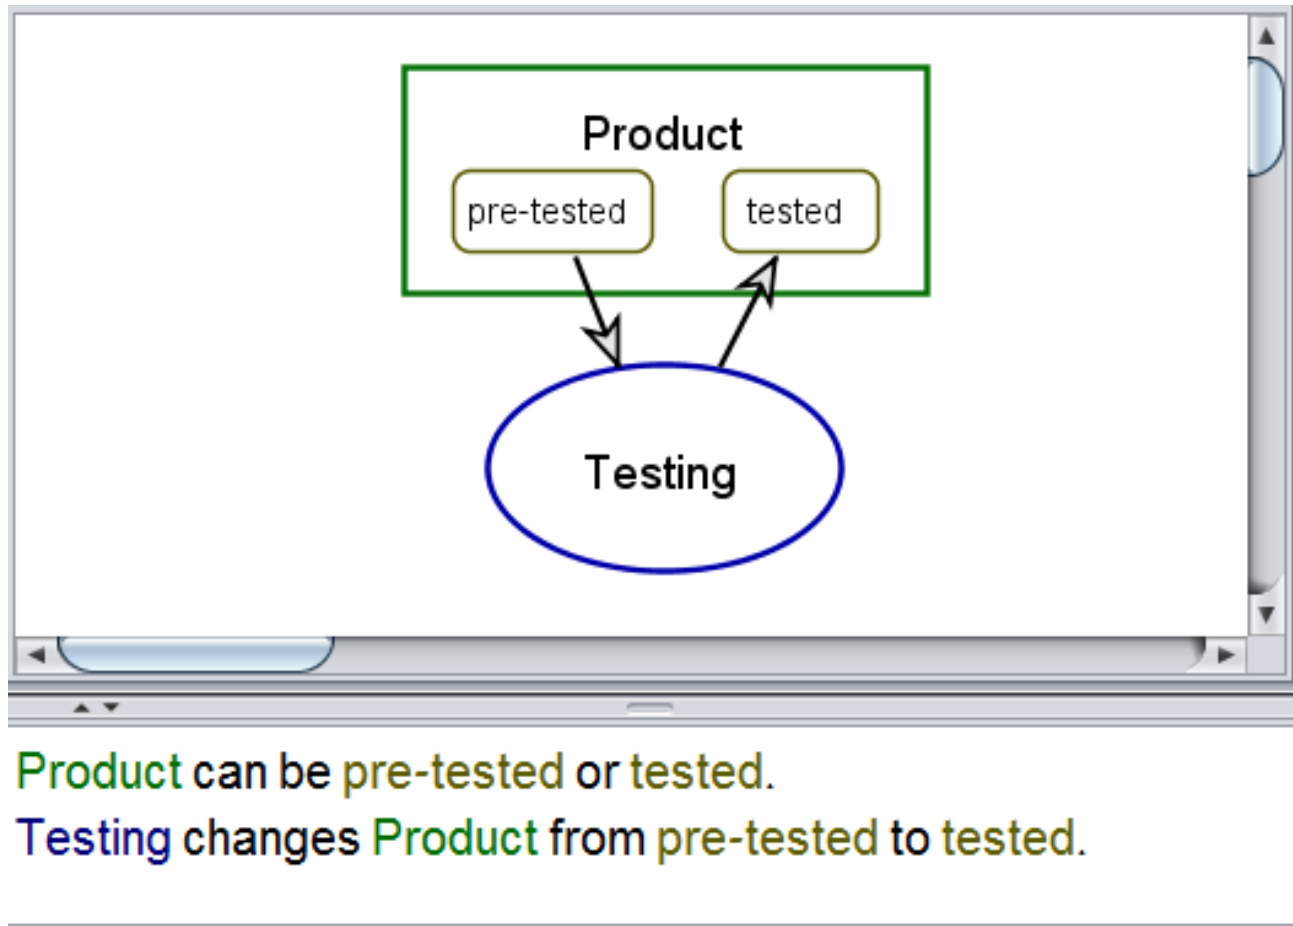 Product
pre-tested tested
Testing
Product can be pre-tested or tested.
Testing changes Product from pre-tested to tested.